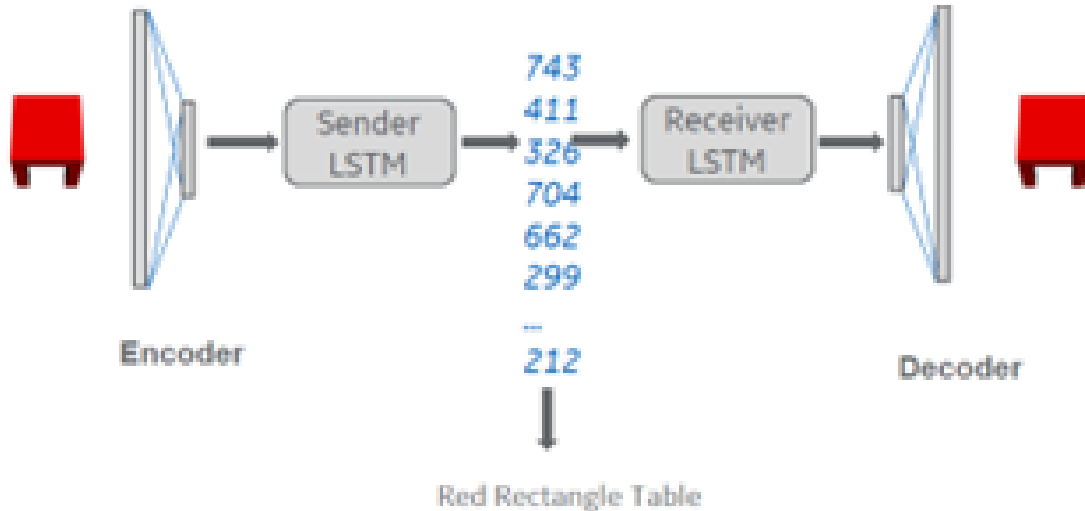 743
411
326
704
662
299
...
212
Sender
LSTM
Receiver
LSTM
Encoder
Decoder
Red Rectangle Table